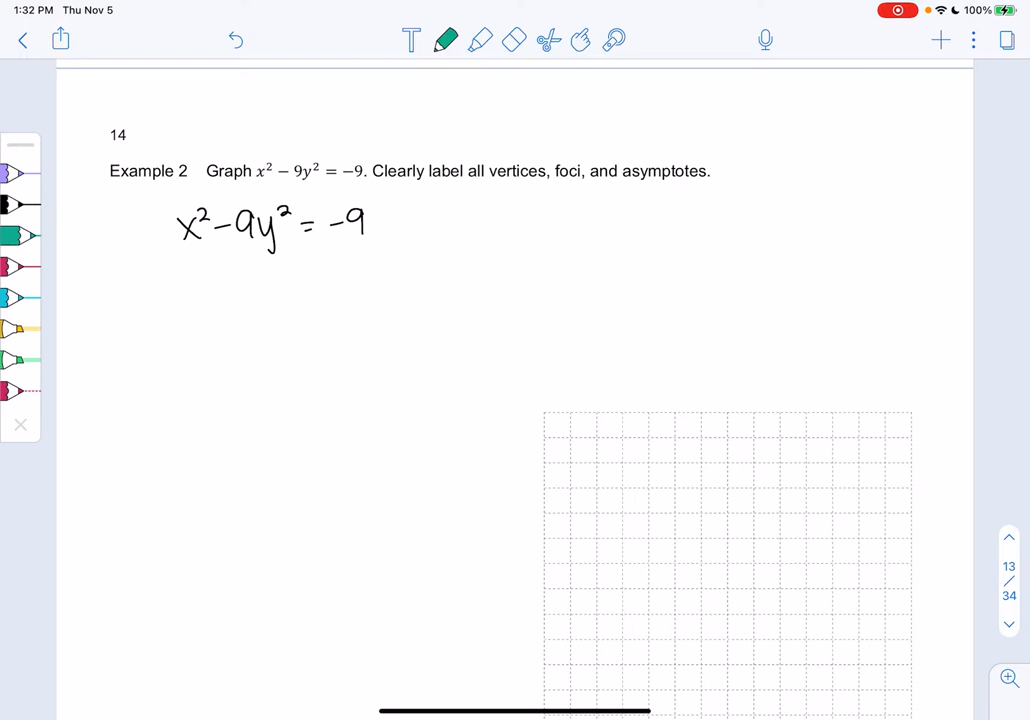 1:32 PM Thu Nov 5
100%
T
14
Example 2 Graph x² − 9y² = −9. Clearly label all vertices, foci, and asymptotes.
x² - 9y² = -9
13
/
34